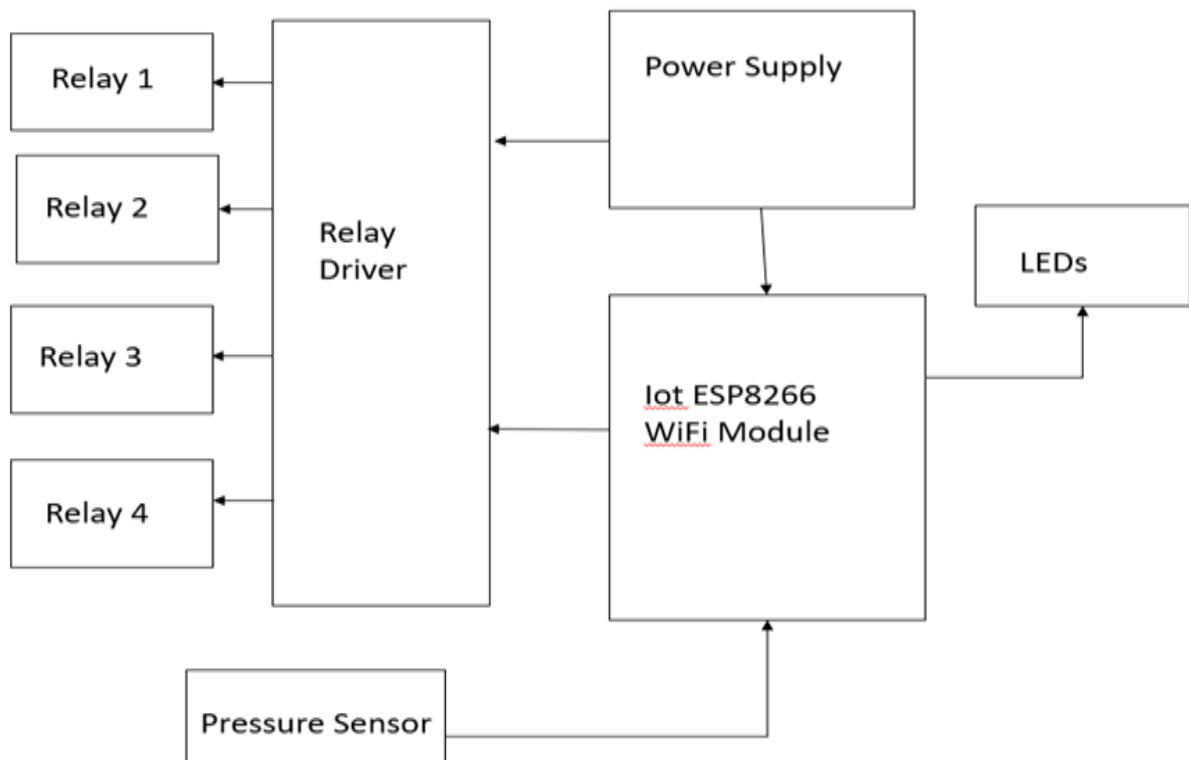 Relay 1
Relay 2
Relay 3
Relay 4
Relay
Driver
Power Supply
Iot ESP8266
WiFi Module
LEDs
Pressure Sensor